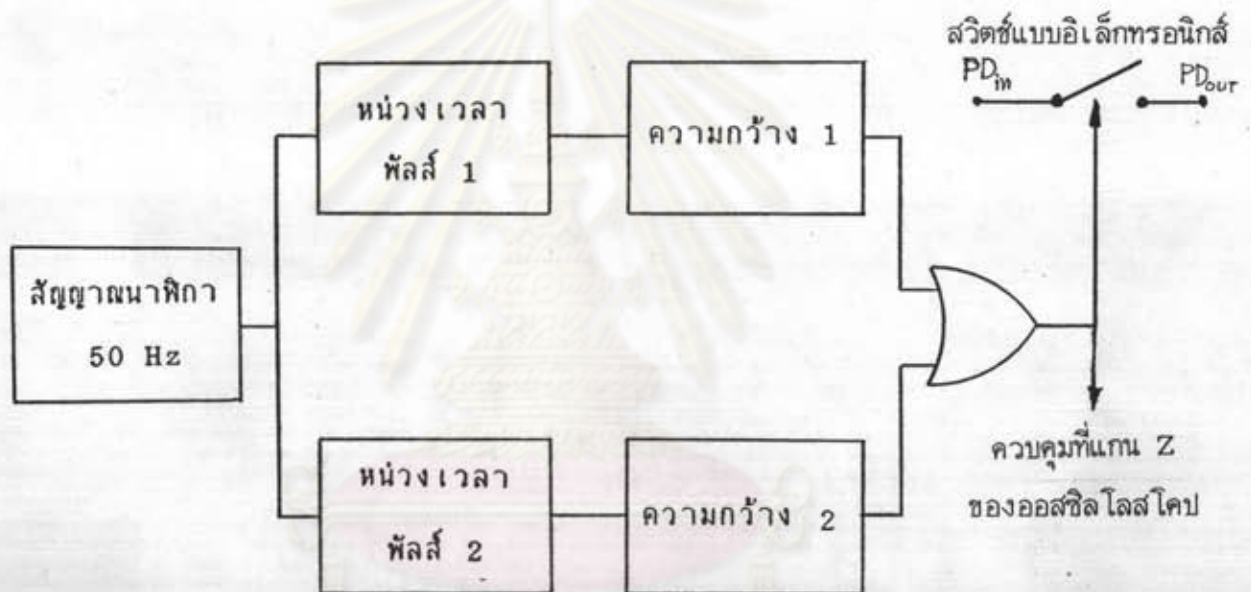 สวิตช์แบบอิเล็กทรอนิกส์
PDin
PDOUT
หน่วงเวลา
พัลส์ 1
ความกว้าง 1
สัญญาณนาฬิกา
50 Hz
หน่วงเวลา
พัลส์ 2
ความกว้าง 2
ควบคุมที่แกน Z
ของออสซิลโลสโคป